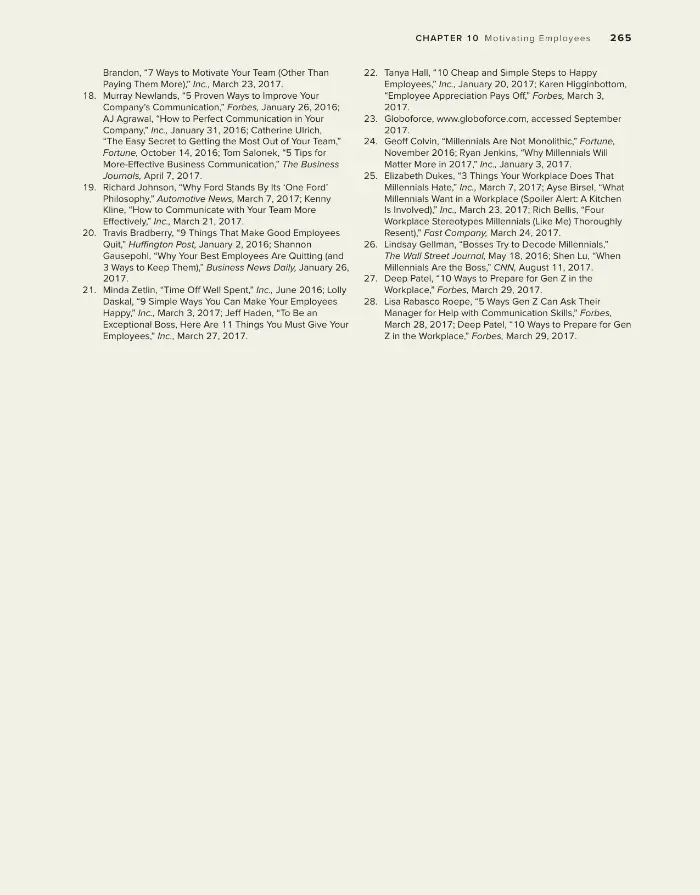 CHAPTER 10 Motivating Employees 265
Brandon, “7 Ways to Motivate Your Team (Other Than
Paying Them More),” Inc., March 23, 2017.
18. Murray Newlands, “5 Proven Ways to Improve Your
Company’s Communication,” Forbes, January 26, 2016;
AJ Agrawal, “How to Perfect Communication in Your
Company,” Inc., January 31, 2016; Catherine Ulrich,
“The Easy Secret to Getting the Most Out of Your Team,”
Fortune, October 14, 2016; Tom Salonek, “5 Tips for
More-Effective Business Communication,” The Business
Journals, April 7, 2017.
19. Richard Johnson, “Why Ford Stands By Its ‘One Ford’
Philosophy,” Automotive News, March 7, 2017; Kenny
Kline, “How to Communicate with Your Team More
Effectively,” Inc., March 21, 2017.
20. Travis Bradberry, “9 Things That Make Good Employees
Quit,” Huffington Post, January 2, 2016; Shannon
Gausepohl, “Why Your Best Employees Are Quitting (and
3 Ways to Keep Them),” Business News Daily, January 26,
2017.
21. Minda Zetlin, “Time Off Well Spent,” Inc., June 2016; Lolly
Daskal, “9 Simple Ways You Can Make Your Employees
Happy,” Inc., March 3, 2017; Jeff Haden, “To Be an
Exceptional Boss, Here Are 11 Things You Must Give Your
Employees,” Inc., March 27, 2017.
22. Tanya Hall, “10 Cheap and Simple Steps to Happy
Employees,” Inc., January 20, 2017; Karen Higginbottom,
“Employee Appreciation Pays Off,” Forbes, March 3,
2017.
23. Globoforce, www.globoforce.com, accessed September
2017.
24. Geoff Colvin, “Millennials Are Not Monolithic,” Fortune,
November 2016; Ryan Jenkins, “Why Millennials Will
Matter More in 2017,” Inc., January 3, 2017.
25. Elizabeth Dukes, “3 Things Your Workplace Does That
Millennials Hate,” Inc., March 7, 2017; Ayse Birsel, “What
Millennials Want in a Workplace (Spoiler Alert: A Kitchen
Is Involved),” Inc., March 23, 2017; Rich Bellis, “Four
Workplace Stereotypes Millennials (Like Me) Thoroughly
Resent),” Fast Company, March 24, 2017.
26. Lindsay Gellman, “Bosses Try to Decode Millennials,”
The Wall Street Journal, May 18, 2016; Shen Lu, “When
Millennials Are the Boss,” CNN, August 11, 2017.
27. Deep Patel, “10 Ways to Prepare for Gen Z in the
Workplace,” Forbes, March 29, 2017.
28. Lisa Rabasco Roepe, “5 Ways Gen Z Can Ask Their
Manager for Help with Communication Skills,” Forbes,
March 28, 2017; Deep Patel, “10 Ways to Prepare for Gen
Z in the Workplace,” Forbes, March 29, 2017.